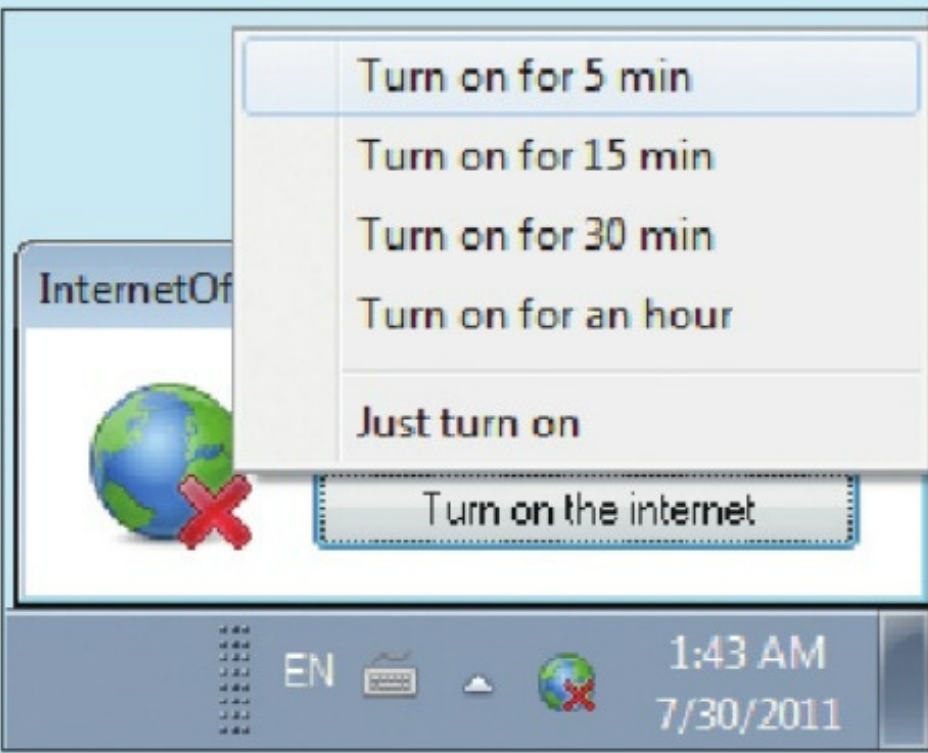 Turn on for 5 min
Turn on for 15 min
Turn on for 30 min
Turn on for an hour
Just turn on
InternetOf
Turn on the internet
EN
1:43 AM
7/30/2011